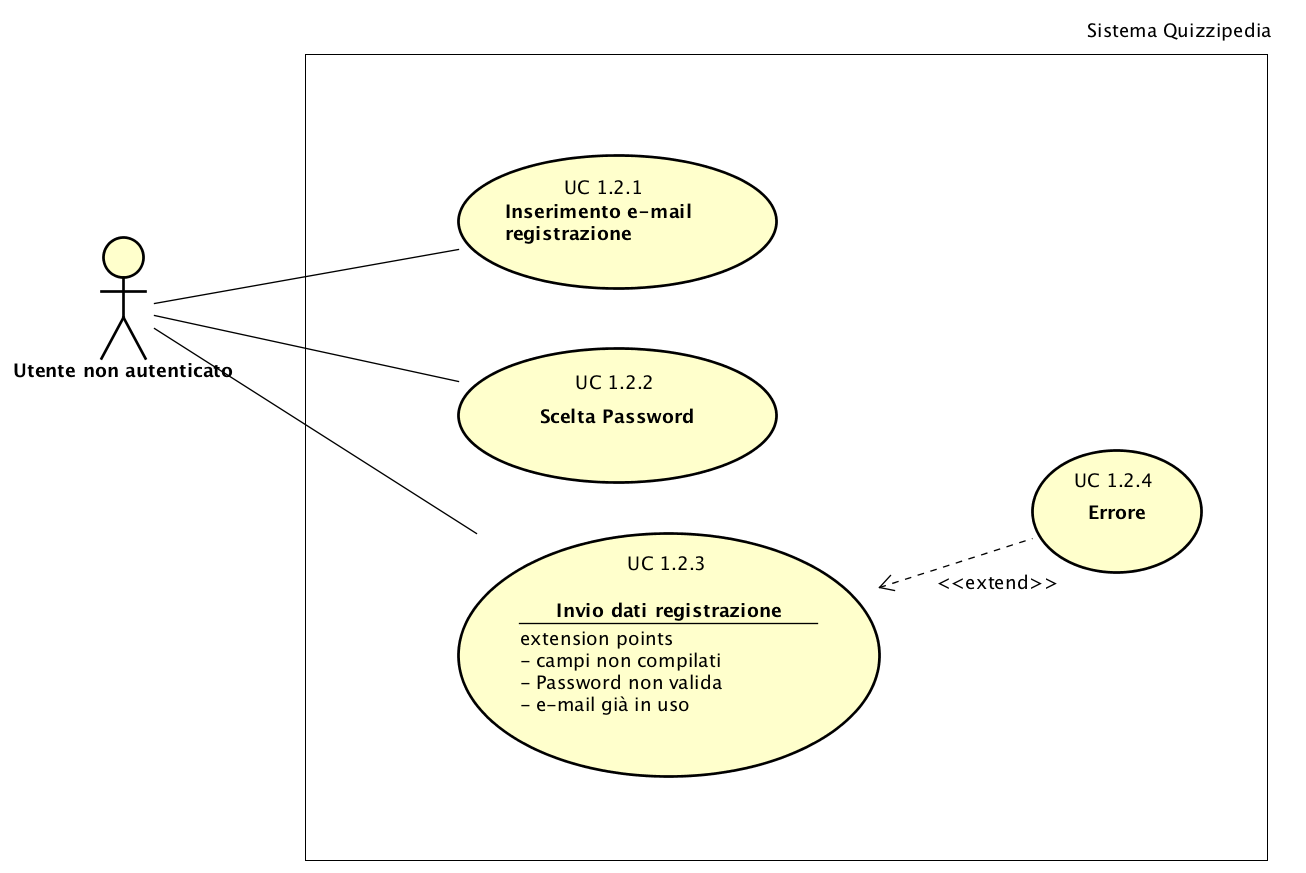 Sistema Quizzipedia
UC 1.2.1
Inserimento e-mail
registrazione
Utente non autenticato
UC 1.2.2
Scelta Password
UC 1.2.4
Errore
<<extend>>
UC 1.2.3
Invio dati registrazione
extension points
- campi non compilati
- Password non valida
- e-mail già in uso